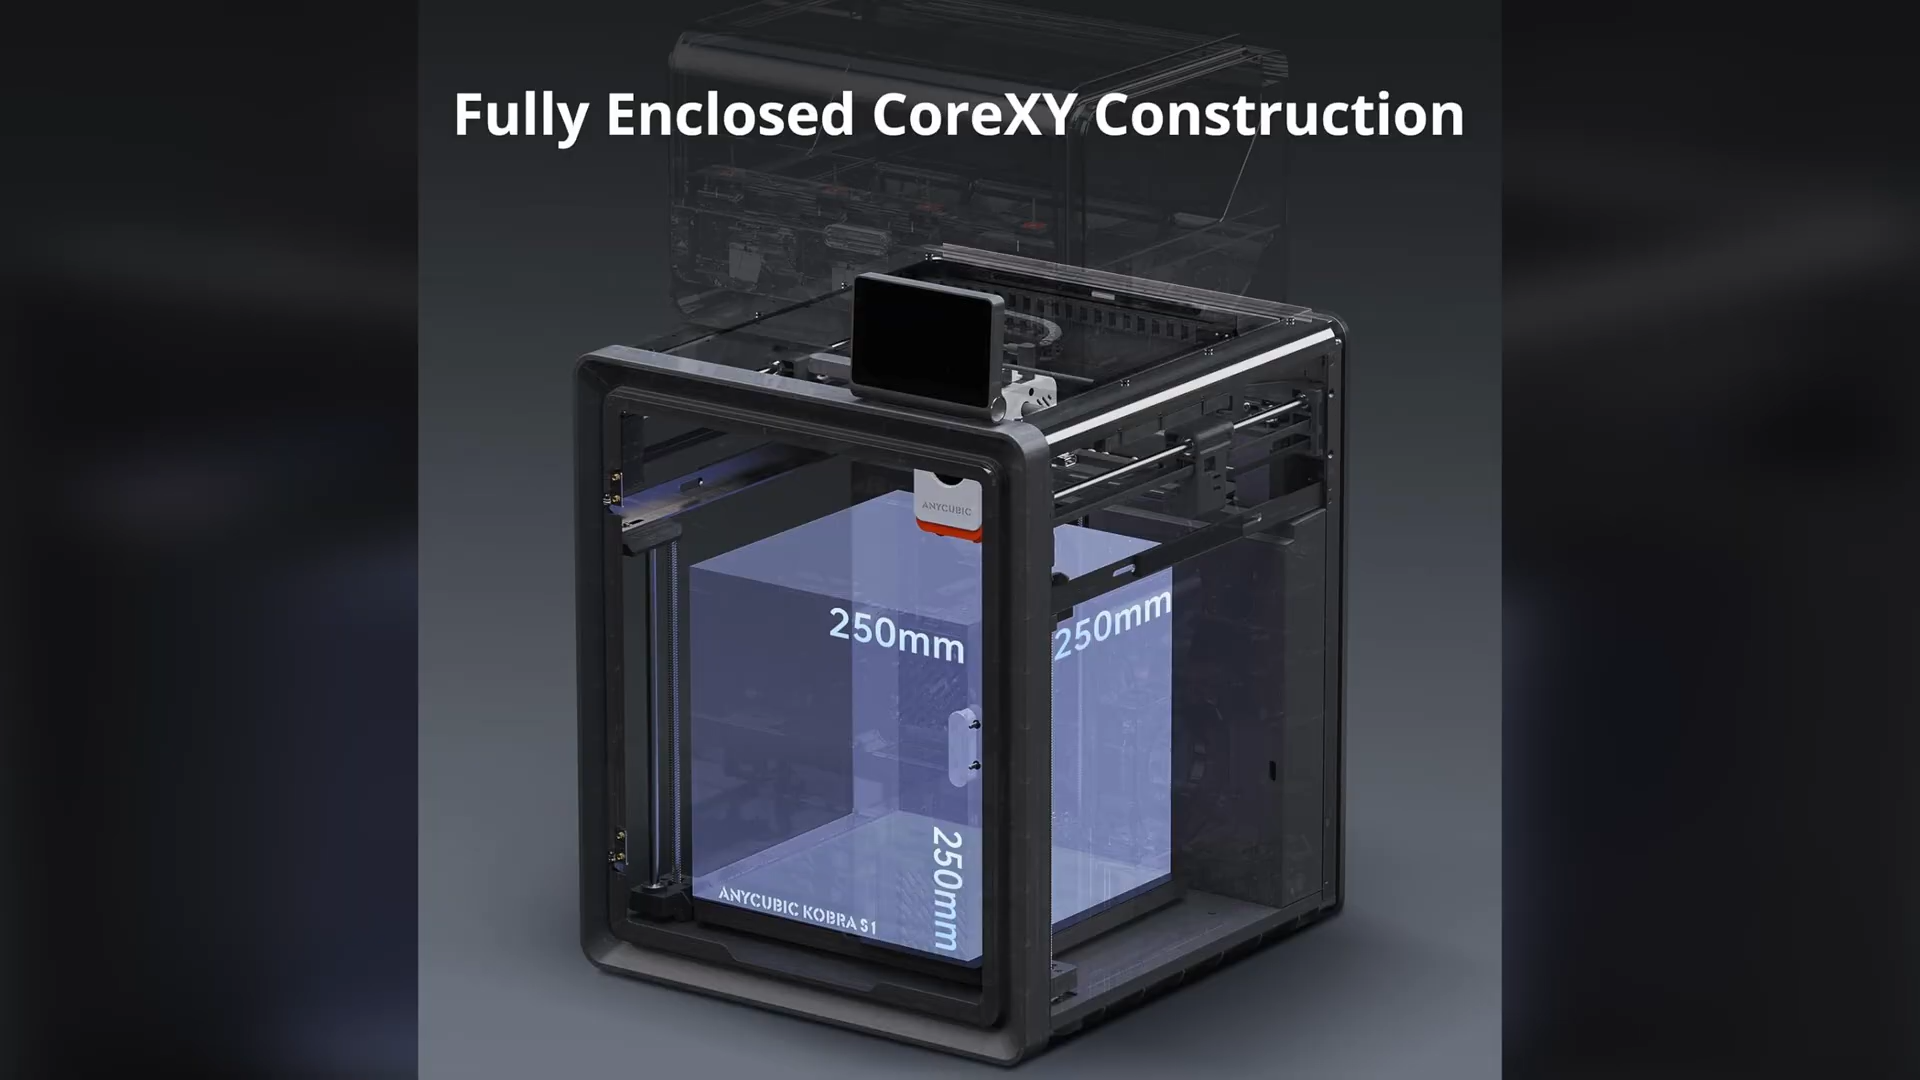 Fully Enclosed CoreXY Construction
ANYCUBIC
250mm
250mm
250mm
ANYCUBIC KOBRA S1